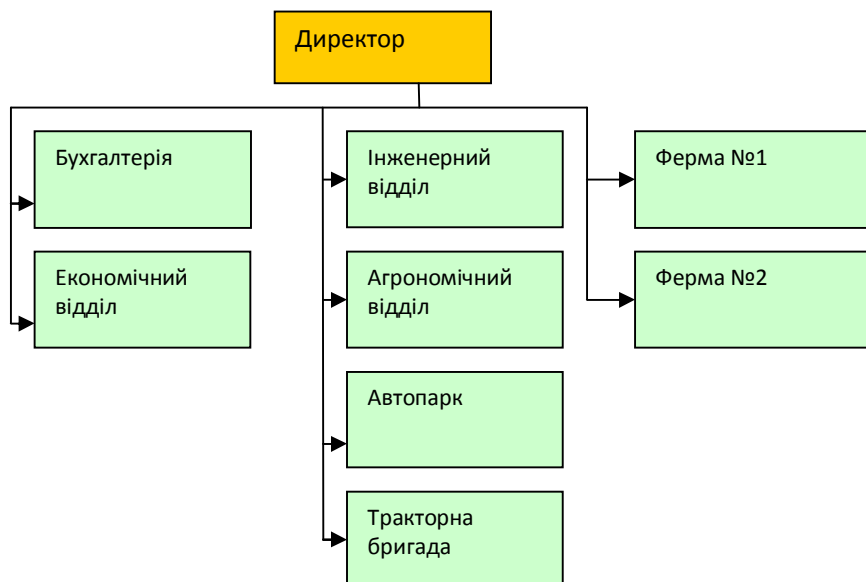 Директор
Бухгалтерія
Економічний
відділ
Інженерний
відділ
Агрономічний
відділ
Автопарк
Тракторна
бригада
Ферма №1
Ферма №2